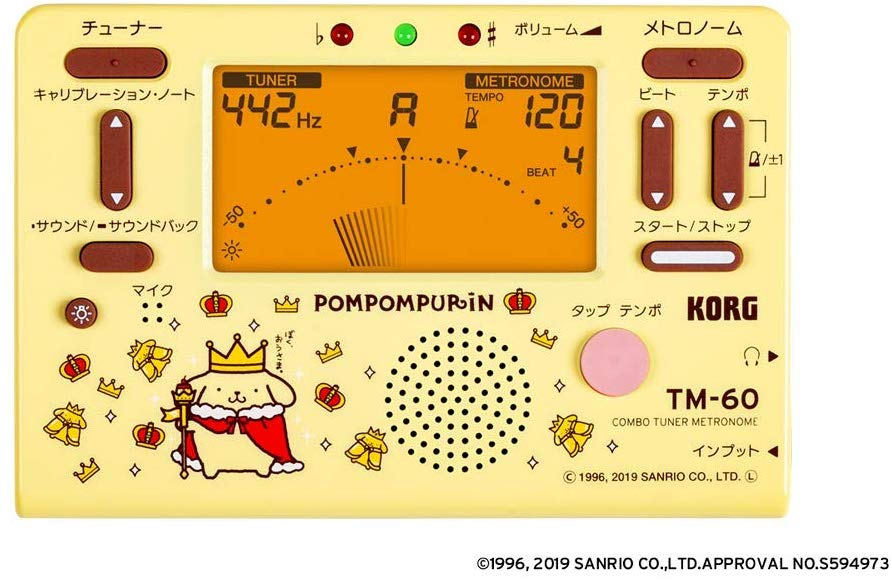 チューナー
♭
♯
ボリューム
メトロノーム
キャリブレーション・ノート
TUNER
442Hz
A
METRONOME
TEMPO
120
BEAT
4
-50
+50
ビート
テンポ
/±1
・サウンド/━サウンドバック
スタート/ストップ
マイク
POMPOMPURIN
タップ テンポ
KORG
ぼく、
おうさま。
TM-60
COMBO TUNER METRONOME
インプット
© 1996, 2019 SANRIO CO., LTD. Ⓛ
©1996, 2019 SANRIO CO.,LTD.APPROVAL NO.S594973